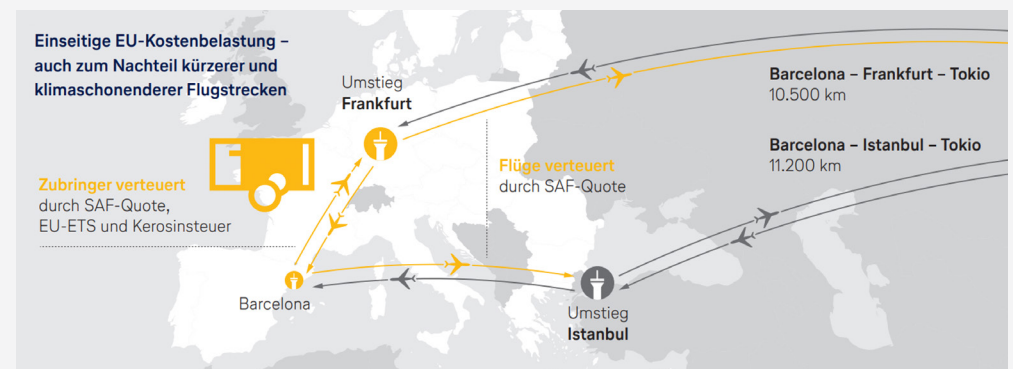 Einseitige EU-Kostenbelastung –
auch zum Nachteil kürzerer und
klimaschonenderer Flugstrecken
Umstieg
Frankfurt
Barcelona – Frankfurt – Tokio
10.500 km
Barcelona – Istanbul – Tokio
11.200 km
Zubringer verteuert
durch SAF-Quote,
EU-ETS und Kerosinsteuer
Flüge verteuert
durch SAF-Quote
Barcelona
Umstieg
Istanbul